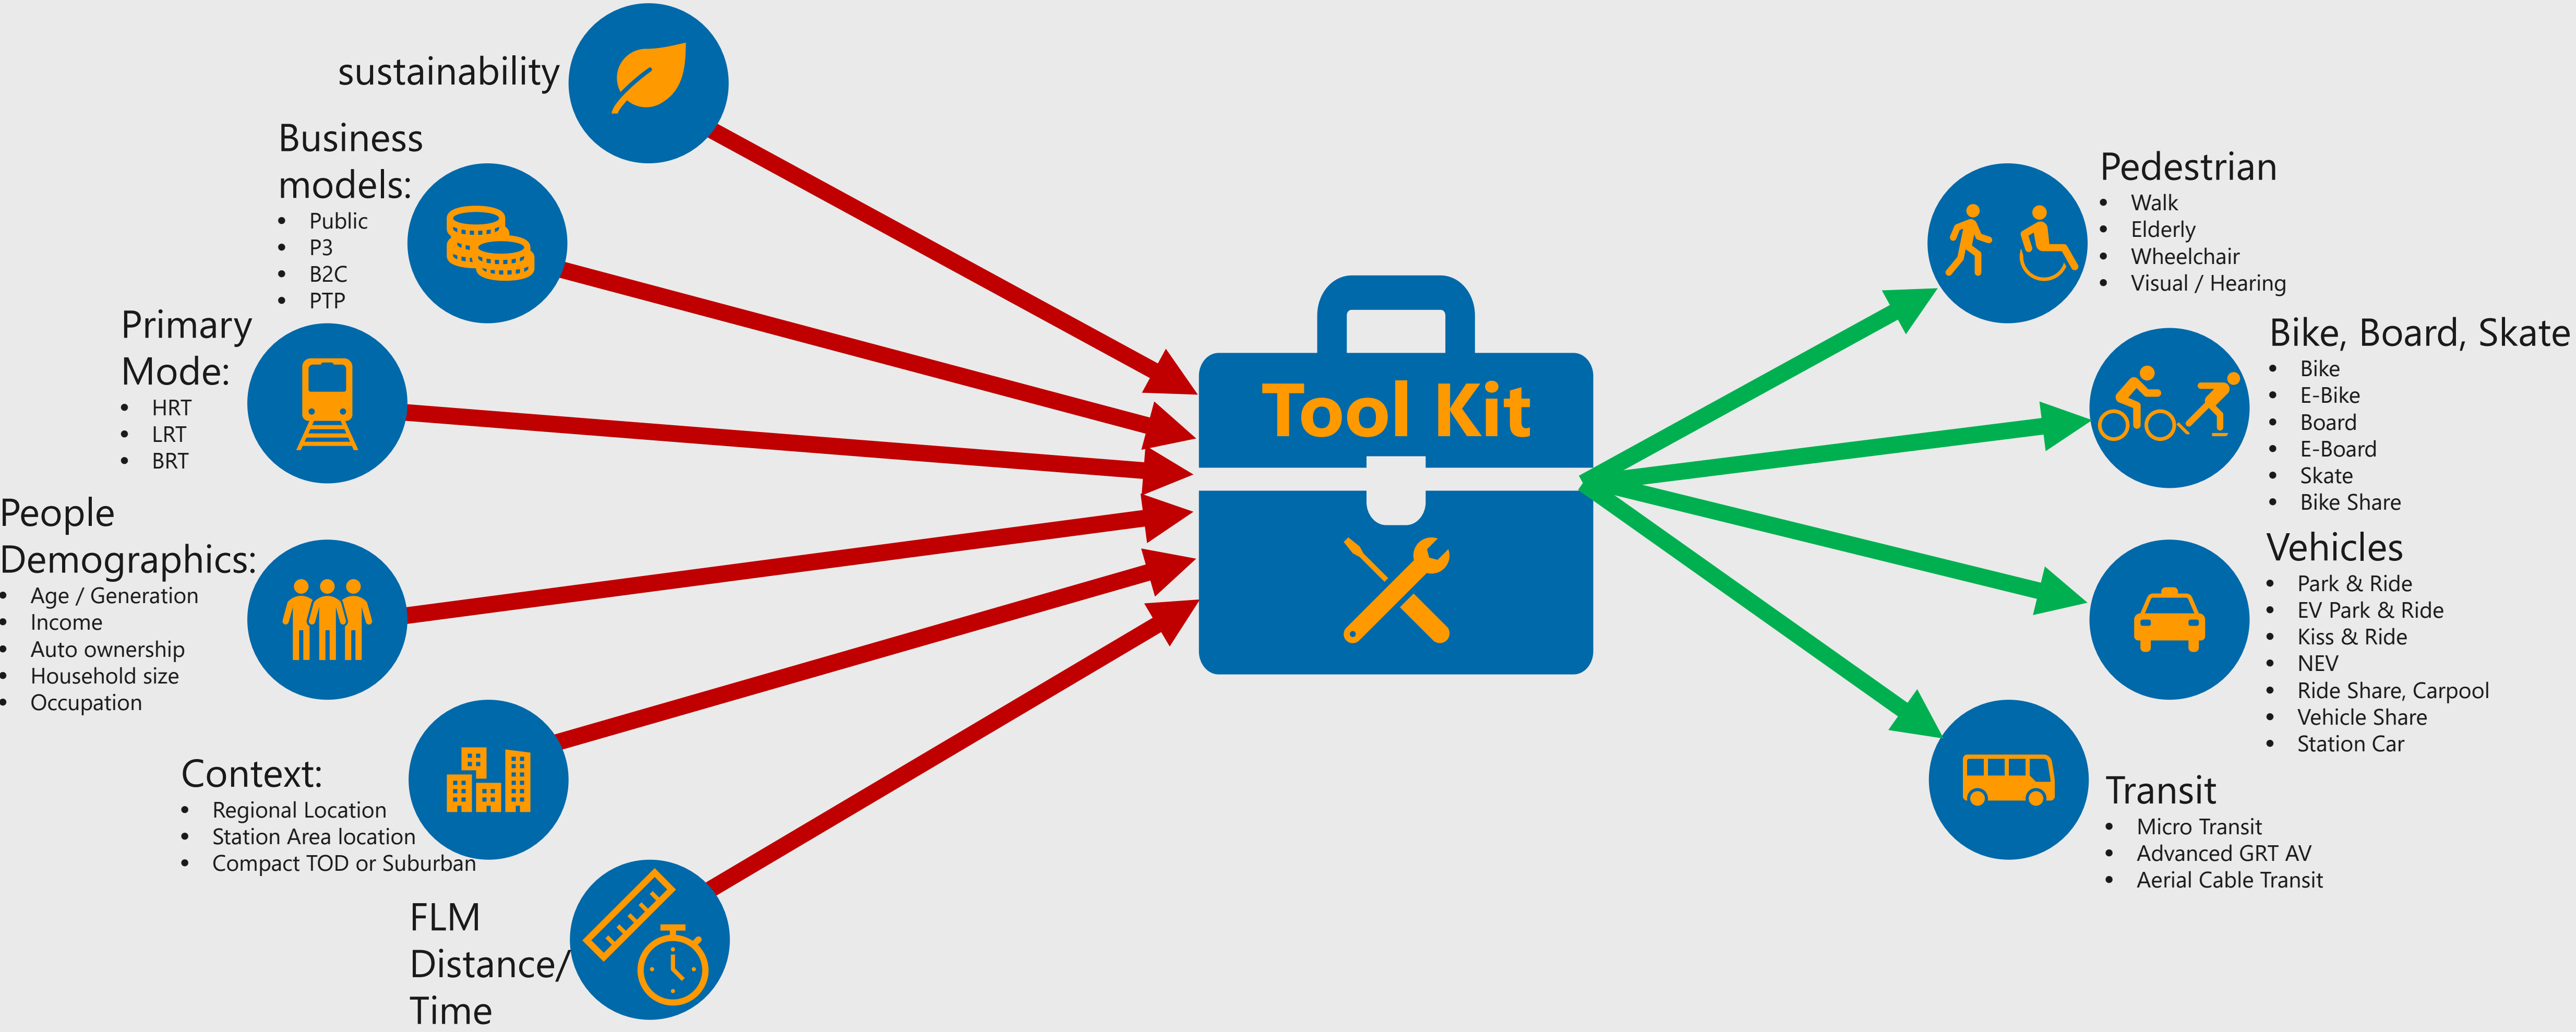 sustainability
Business
models:
• Public
• P3
• B2C
• PTP
Primary
Mode:
• HRT
• LRT
• BRT
People
Demographics:
• Age / Generation
• Income
• Auto ownership
• Household size
• Occupation
Context:
• Regional Location
• Station Area location
• Compact TOD or Suburban
FLM
Distance/
Time
Tool Kit
Pedestrian
• Walk
• Elderly
• Wheelchair
• Visual / Hearing
Bike, Board, Skate
• Bike
• E-Bike
• Board
• E-Board
• Skate
• Bike Share
Vehicles
• Park & Ride
• EV Park & Ride
• Kiss & Ride
• NEV
• Ride Share, Carpool
• Vehicle Share
• Station Car
Transit
• Micro Transit
• Advanced GRT AV
• Aerial Cable Transit